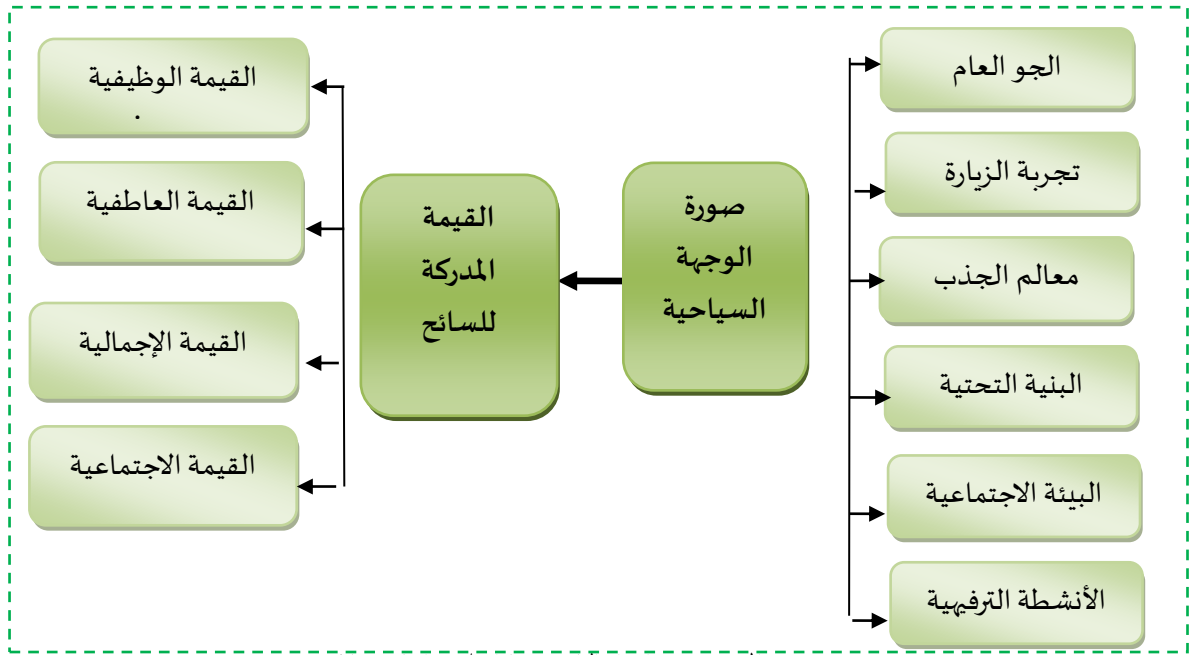 الجو العام
تجربة الزيارة
معالم الجذب
البنية التحتية
البيئة الاجتماعية
الأنشطة الترفيهية
صورة
الوجهة
السياحية
القيمة
المدركة
للسائح
القيمة الوظيفية
.
القيمة العاطفية
القيمة الإجمالية
القيمة الاجتماعية